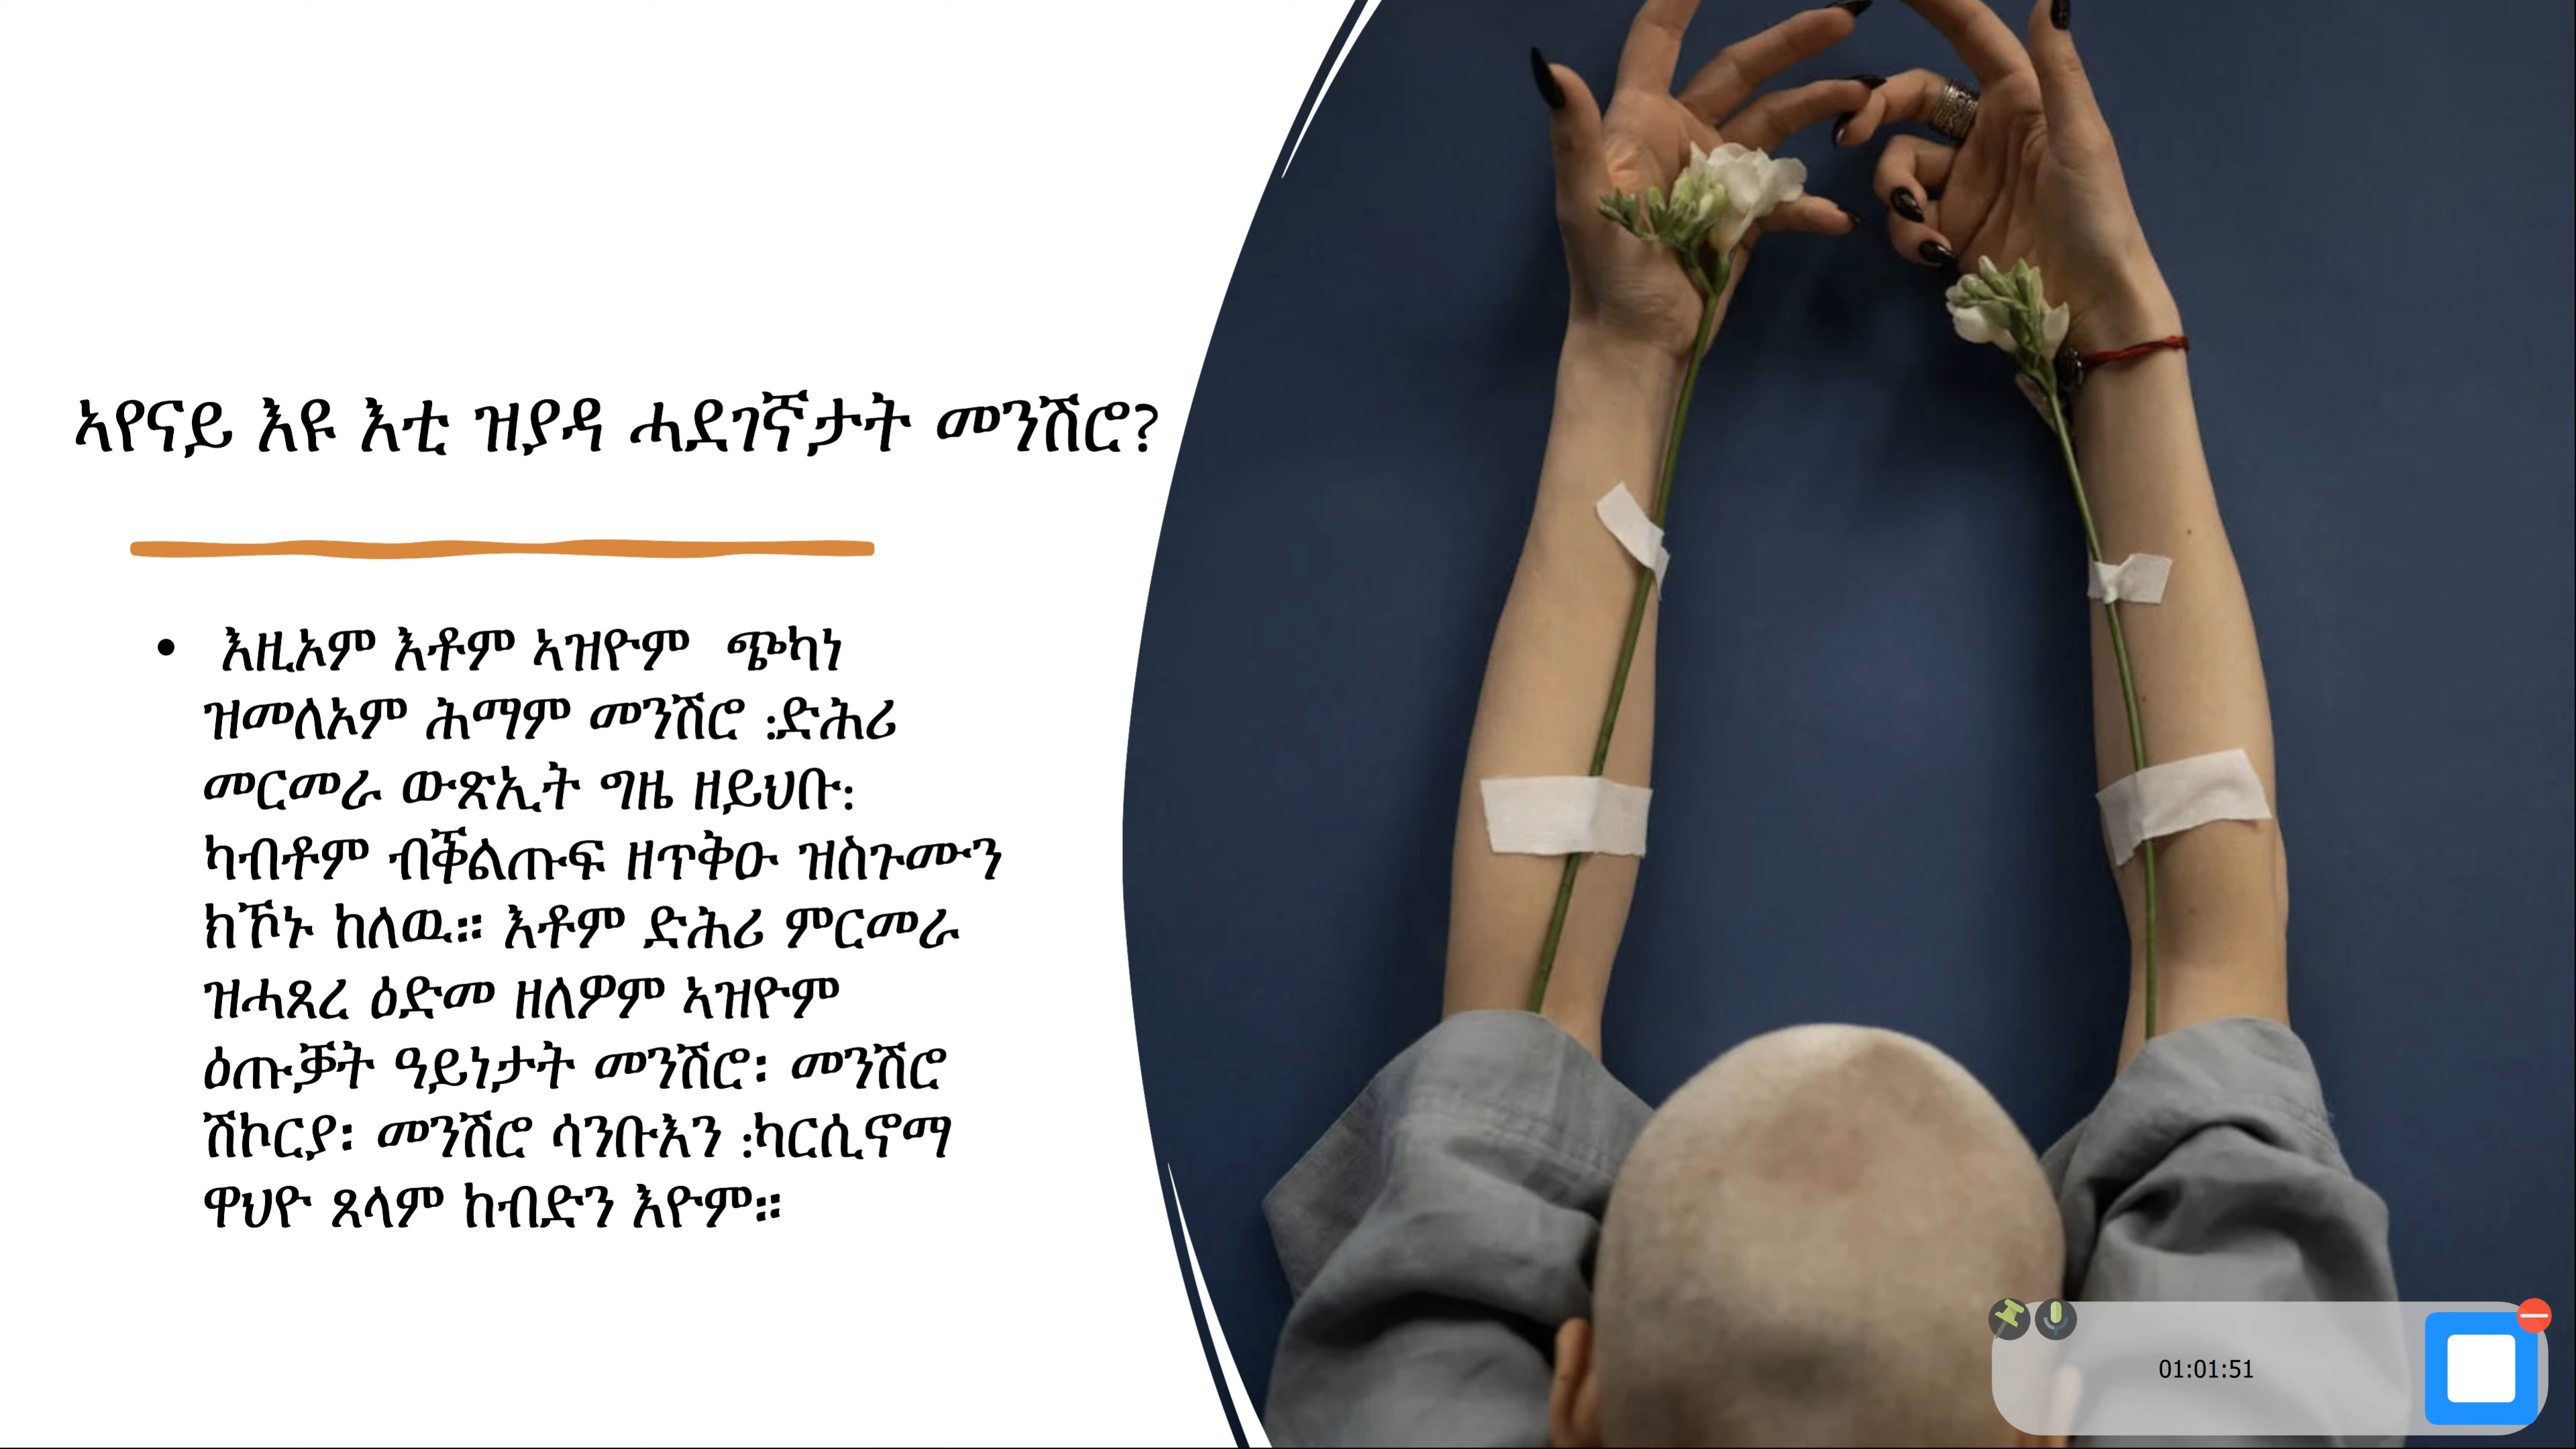 ኣየናይ እዩ እቲ ዝያዳ ሓደገኛታት መንሽሮ?
• እዚኦም እቶም ኣዝዮም ጭካነ
ዝመለኦም ሕማም መንሽሮ ፡ድሕሪ
መርመራ ውጽኢት ግዜ ዘይህቡ፡
ካብቶም ብቕልጡፍ ዘጥቅዑ ዝስጉሙን
ክኾኑ ከለዉ። እቶም ድሕሪ ምርመራ
ዝሓጸረ ዕድመ ዘለዎም ኣዝዮም
ዕጡቓት ዓይነታት መንሽሮ፡ መንሽሮ
ሽኮርያ፡ መንሽሮ ሳንቡእን ፡ካርሲኖማ
ዋህዮ ጸላም ከብድን እዮም።
01:01:51